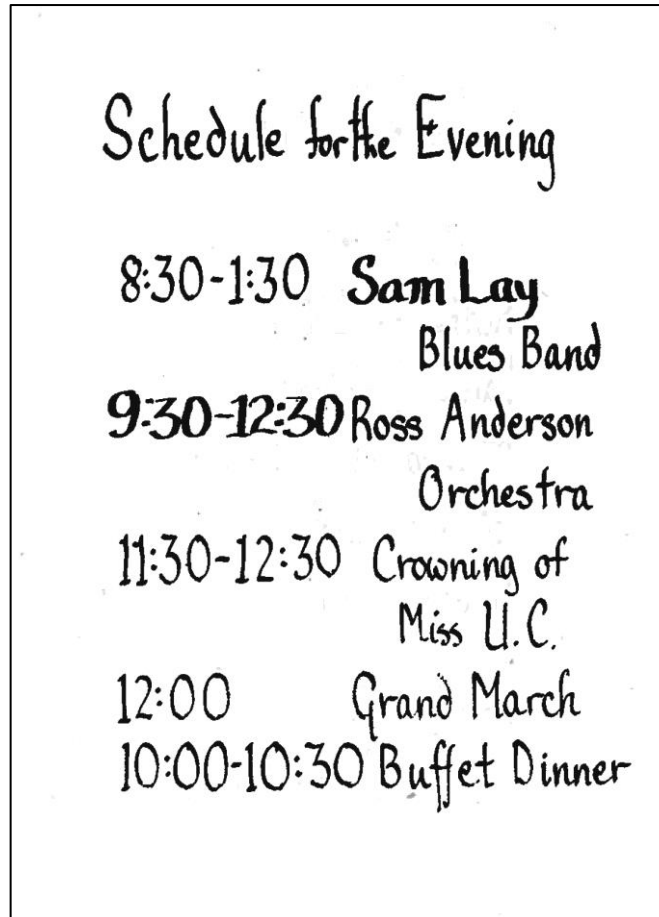 Schedule for the Evening
8:30-1:30 Sam Lay
Blues Band
9:30-12:30 Ross Anderson
Orchestra
11:30-12:30 Crowning of
Miss U.C.
12:00 Grand March
10:00-10:30 Buffet Dinner